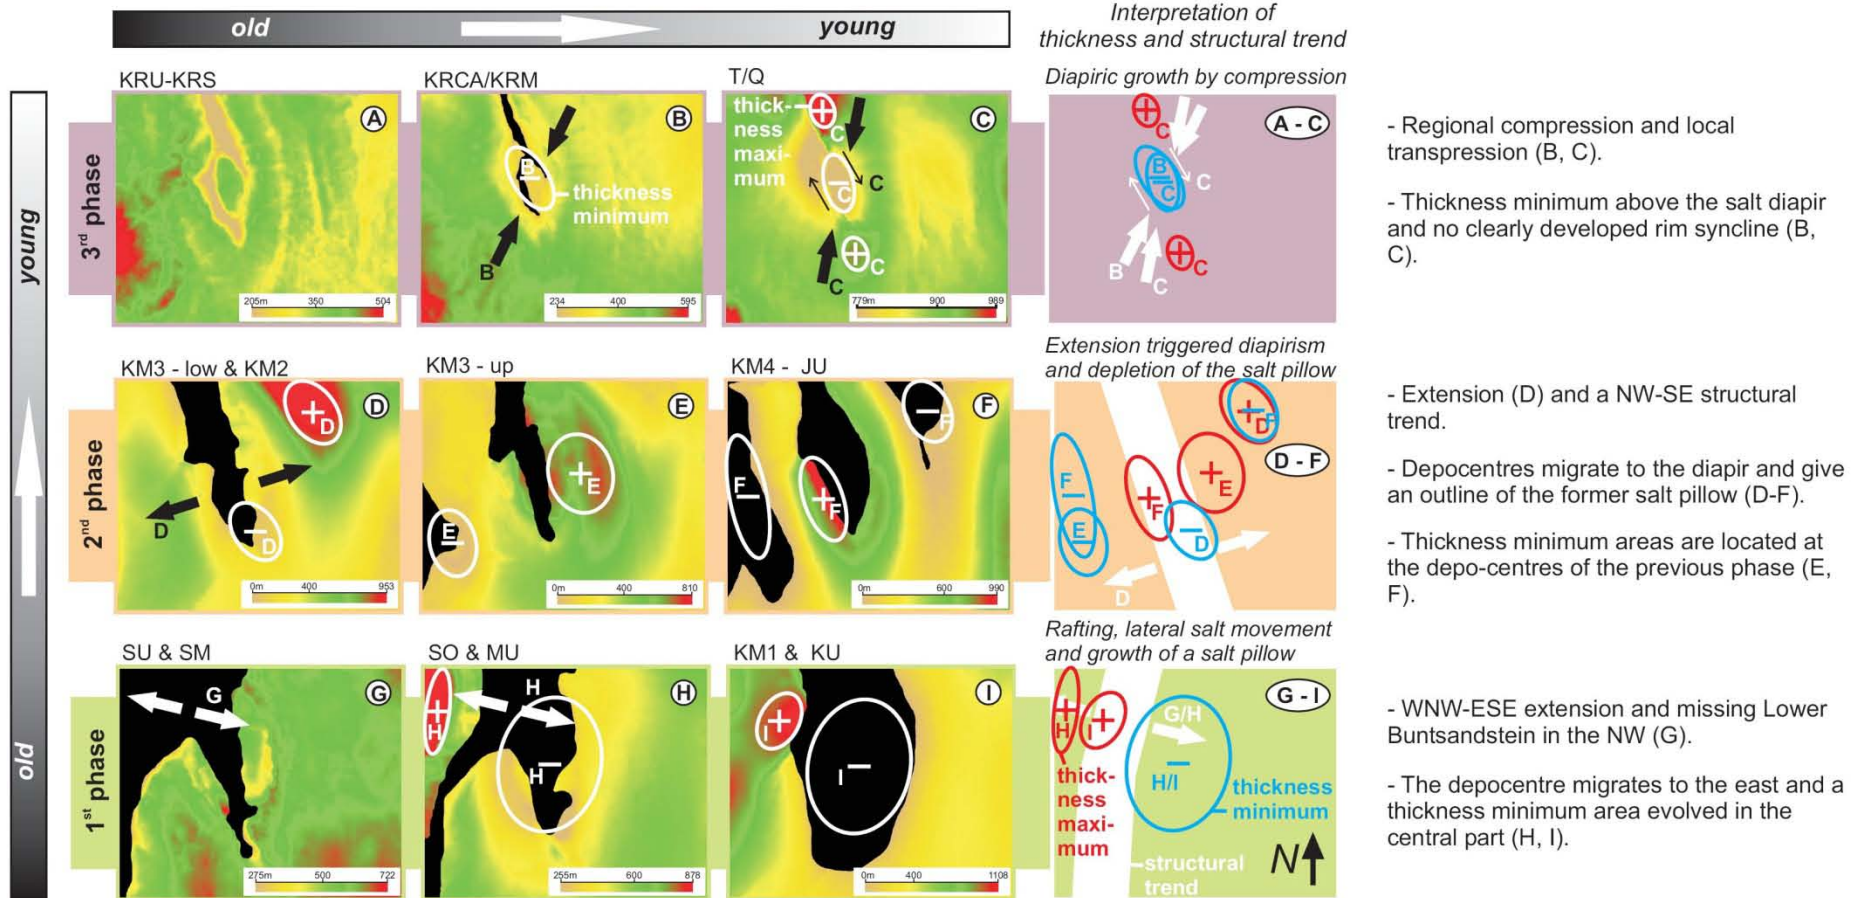 old
young
Interpretation of
thickness and structural trend
young
old
3rd phase
KRU-KRS
A
205m 350 504
KRCA/KRM
B
B
thickness
minimum
B
234 400 595
T/Q
C
thick-
ness
maxi-
mum
C
C
C
C
C
779m 900 989
Diapiric growth by compression
A - C
C
B
C
C
B
C
C
- Regional compression and local
transpression (B, C).
- Thickness minimum above the salt diapir
and no clearly developed rim syncline (B,
C).
2nd phase
KM3 - low & KM2
D
D
D
D
0m 400 953
KM3 - up
E
E
E
0m 400 810
KM4 - JU
F
F
F
F
0m 600 990
Extension triggered diapirism
and depletion of the salt pillow
D F
D - F
F
E
F
E
D
D
- Extension (D) and a NW-SE structural
trend.
- Depocentres migrate to the diapir and give
an outline of the former salt pillow (D-F).
- Thickness minimum areas are located at
the depo-centres of the previous phase (E,
F).
1st phase
SU & SM
G
G
275m 500 722
SO & MU
H
H
H
H
255m 600 878
KM1 & KU
I
I
I
0m 400 1108
Rafting, lateral salt movement
and growth of a salt pillow
G - I
H
I
G/H
H/I
thick-
ness
maxi-
mum
thickness
minimum
structural
trend
N
- WNW-ESE extension and missing Lower
Buntsandstein in the NW (G).
- The depocentre migrates to the east and a
thickness minimum area evolved in the
central part (H, I).